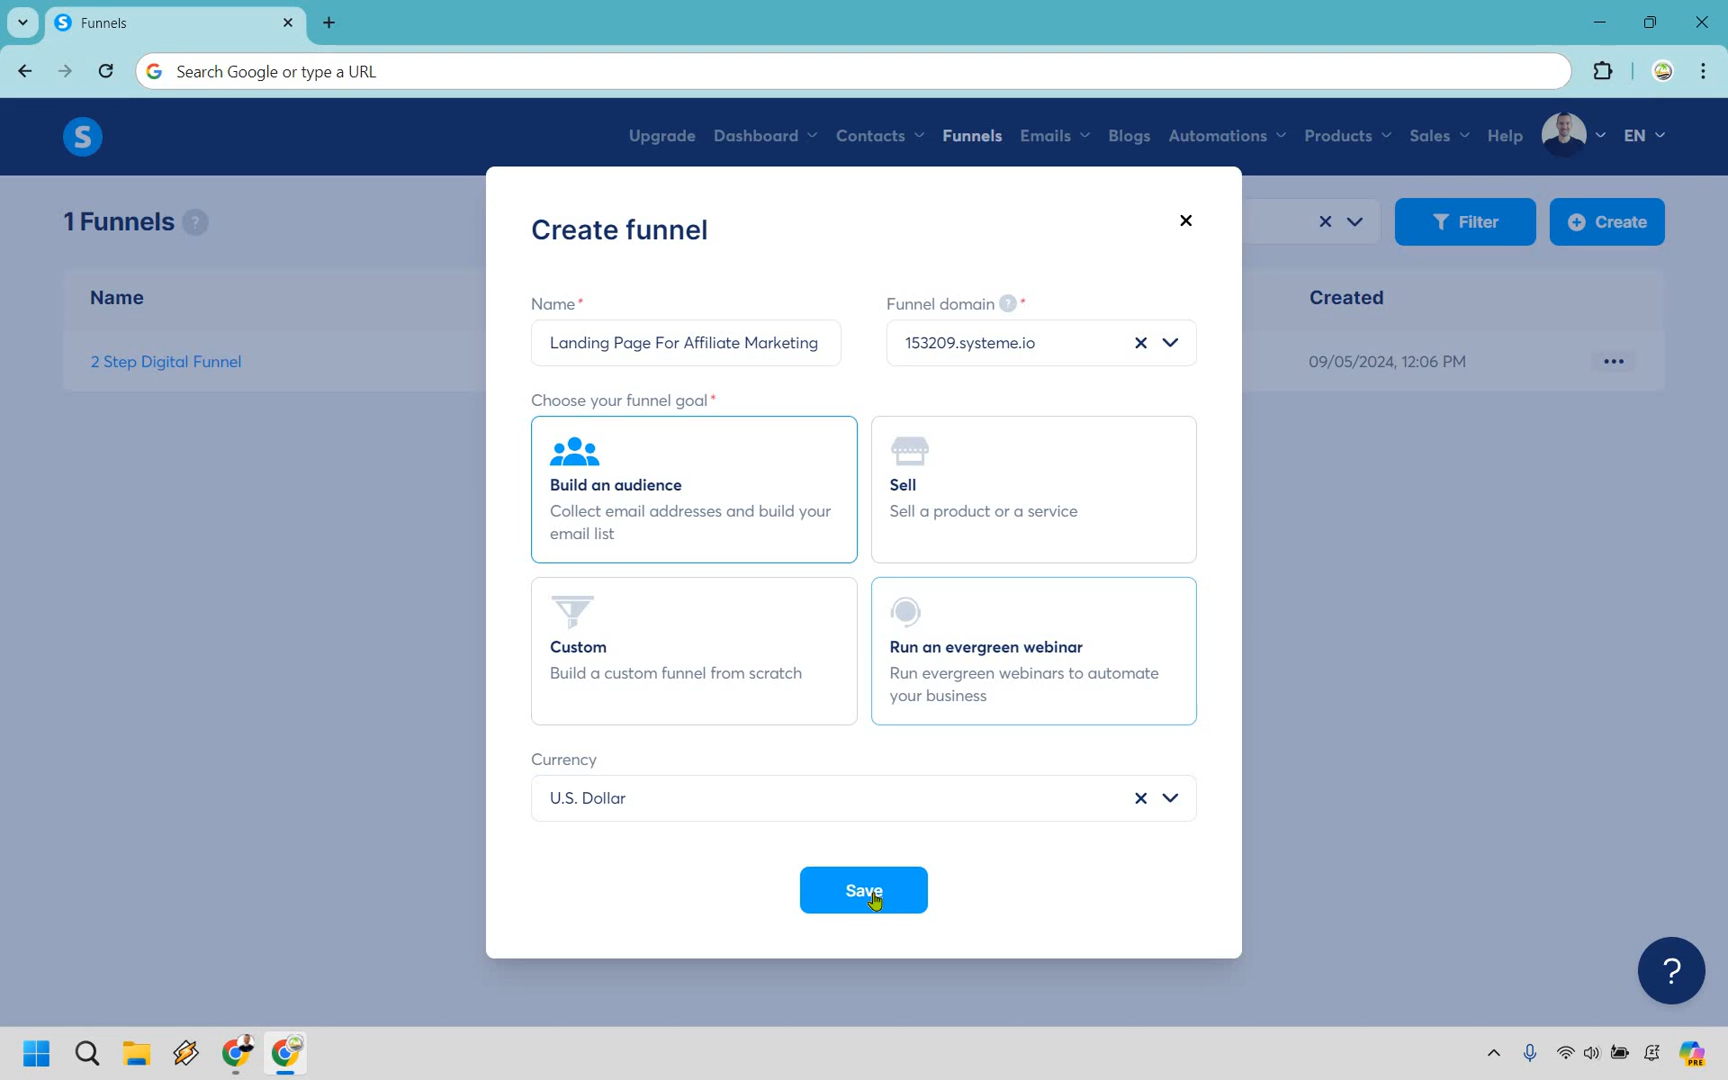 Funnels
Search Google or type a URL
S
Upgrade Dashboard Contacts Funnels Emails Blogs Automations Products Sales Help EN
1 Funnels ?
Filter
Create
Name
Created
2 Step Digital Funnel
09/05/2024, 12:06 PM
Create funnel
Name*
Funnel domain ? *
Landing Page For Affiliate Marketing
153209.systeme.io
Choose your funnel goal*
Build an audience
Collect email addresses and build your
email list
Sell
Sell a product or a service
Custom
Build a custom funnel from scratch
Run an evergreen webinar
Run evergreen webinars to automate
your business
Currency
U.S. Dollar
Save
?
PRE